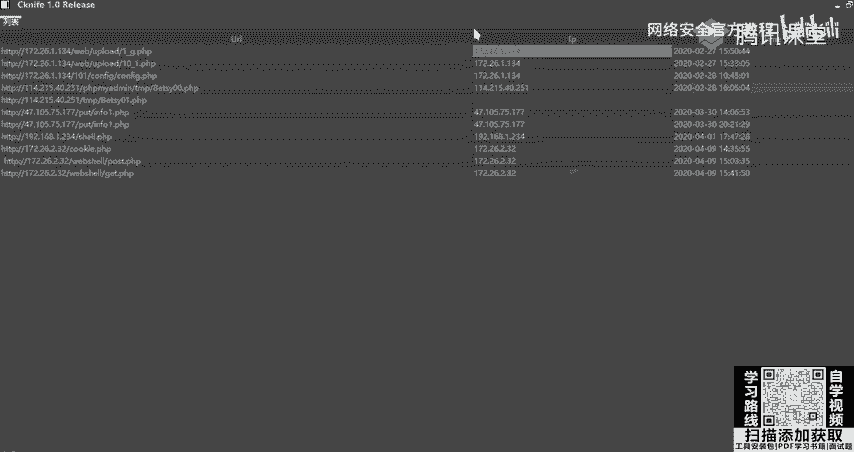 Cknife 1.0 Release
列表
Url Ip
http://172.26.1.134/web/upload/1_g.php 2020-02-27 15:50:44
http://172.26.1.134/web/upload/10_1.php 172.26.1.134 2020-02-27 15:33:05
http://172.26.1.134/101/config/config.php 172.26.1.134 2020-02-28 10:45:01
http://114.215.40.251/phpmyadmin/tmp/Betsy00.php 114.215.40.251 2020-02-28 16:05:04
http://114.215.40.251/tmp/Betsy01.php
http://47.105.75.177/put/info1.php 47.105.75.177 2020-03-30 14:06:53
http://47.105.75.177/put/info1.php 47.105.75.177 2020-03-30 20:21:29
http://192.168.1.234/shell.php 192.168.1.234 2020-04-01 17:47:28
http://172.26.2.32/cookie.php 172.26.2.32 2020-04-09 14:35:55
http://172.26.2.32/webshell/post.php 172.26.2.32 2020-04-09 15:03:35
http://172.26.2.32/webshell/get.php 172.26.2.32 2020-04-09 15:41:50
网络安全官方教程
腾讯课堂
bilibili
学习路线
自学视频
扫描添加获取
工具安装包|PDF学习书籍|面试题